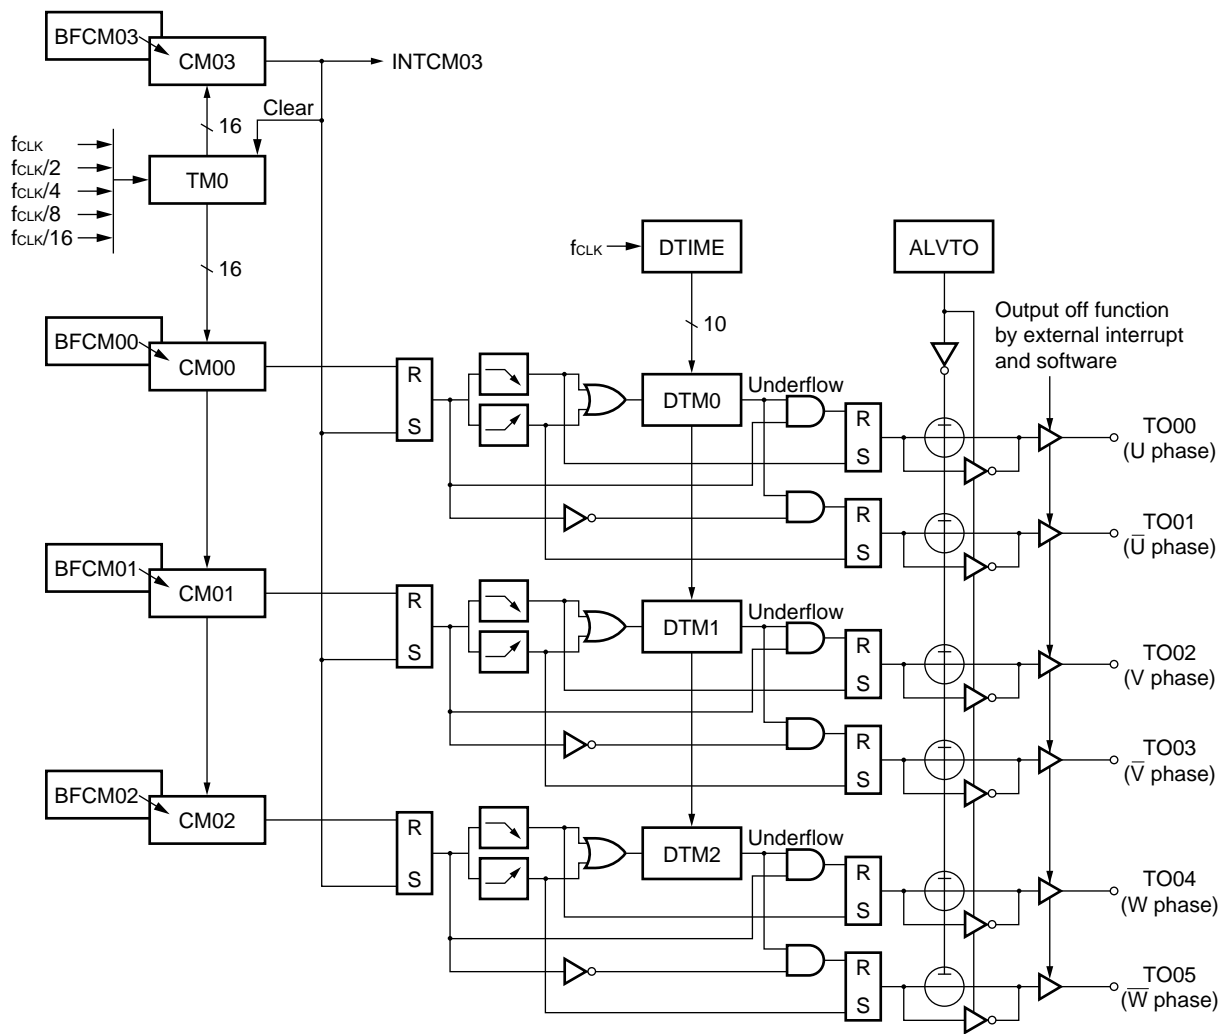 BFCM03
CM03
INTCM03
Clear
16
fCLK
fCLK/2
fCLK/4
fCLK/8
fCLK/16
TM0
16
fCLK
DTIME
ALVTO
10
Output off function
by external interrupt
and software
BFCM00
CM00
R
S
DTM0
Underflow
R
S
TO00
(U phase)
R
S
TO01
(U̅ phase)
BFCM01
CM01
R
S
DTM1
Underflow
R
S
TO02
(V phase)
R
S
TO03
(V̅ phase)
BFCM02
CM02
R
S
DTM2
Underflow
R
S
TO04
(W phase)
R
S
TO05
(W̅ phase)